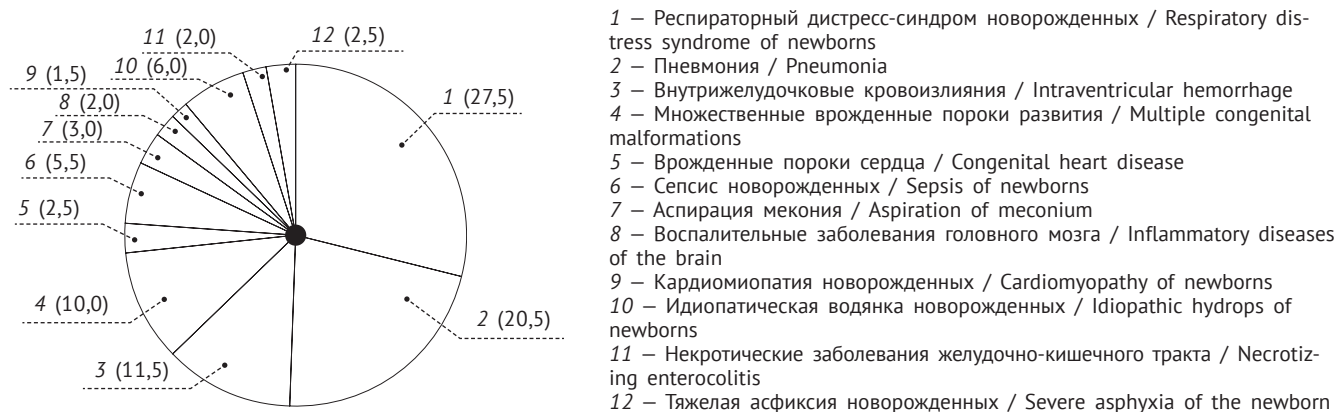 11 (2,0)
12 (2,5)
9 (1,5)
10 (6,0)
8 (2,0)
1 (27,5)
7 (3,0)
6 (5,5)
5 (2,5)
4 (10,0)
2 (20,5)
3 (11,5)
1 — Респираторный дистресс-синдром новорожденных / Respiratory dis-
tress syndrome of newborns
2 — Пневмония / Pneumonia
3 — Внутрижелудочковые кровоизлияния / Intraventricular hemorrhage
4 — Множественные врожденные пороки развития / Multiple congenital
malformations
5 — Врожденные пороки сердца / Congenital heart disease
6 — Сепсис новорожденных / Sepsis of newborns
7 — Аспирация мекония / Aspiration of meconium
8 — Воспалительные заболевания головного мозга / Inflammatory diseases
of the brain
9 — Кардиомиопатия новорожденных / Cardiomyopathy of newborns
10 — Идиопатическая водянка новорожденных / Idiopathic hydrops of
newborns
11 — Некротические заболевания желудочно-кишечного тракта / Necrotiz-
ing enterocolitis
12 — Тяжелая асфиксия новорожденных / Severe asphyxia of the newborn